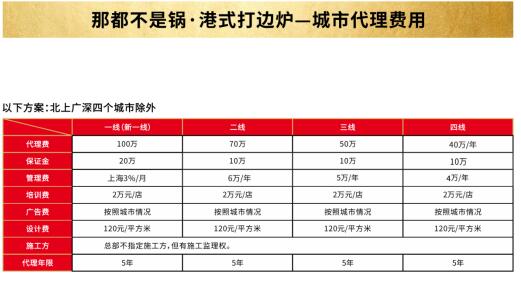 那都不是锅·港式打边炉—城市代理费用
以下方案：北上广深四个城市除外
一线（新一线） 二线 三线 四线
代理费 100万 70万 50万 40万/年
保证金 20万 10万 10万 10万
管理费 上海3%/月 6万/年 5万/年 4万/年
培训费 2万元/店 2万元/店 2万元/店 2万元/店
广告费 按照城市情况 按照城市情况 按照城市情况 按照城市情况
设计费 120元/平方米 120元/平方米 120元/平方米 120元/平方米
施工方 总部不指定施工方，但有施工监理权。
代理年限 5年 5年 5年 5年